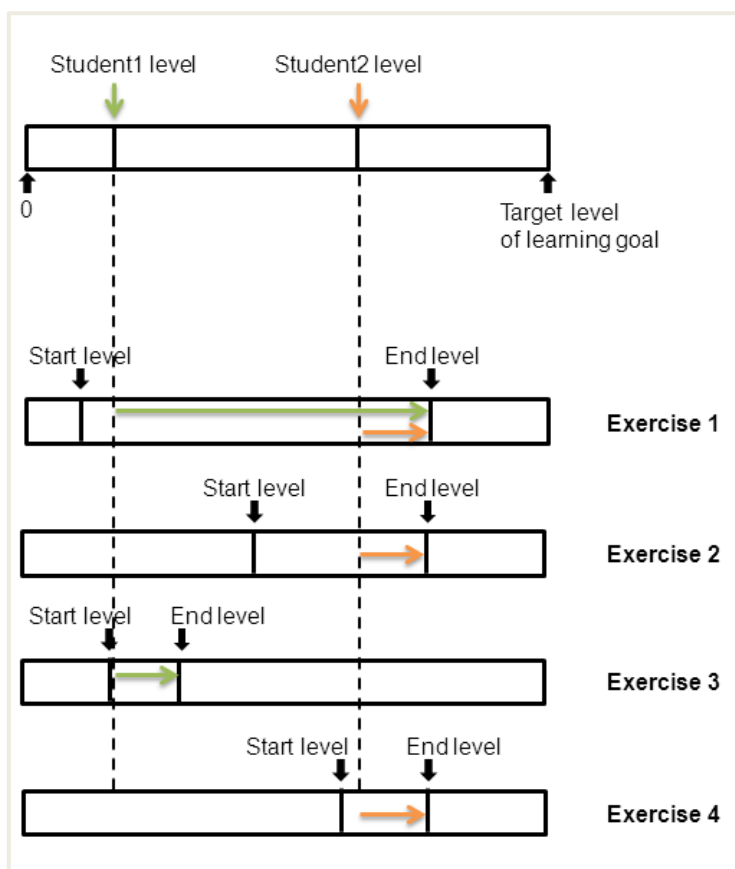 Student1 level Student2 level
0 Target level
of learning goal
Start level End level
Exercise 1
Start level End level
Exercise 2
Start level End level
Exercise 3
Start level End level
Exercise 4